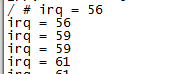 / # irq = 56
irq = 56
irq = 59
irq = 59
irq = 61